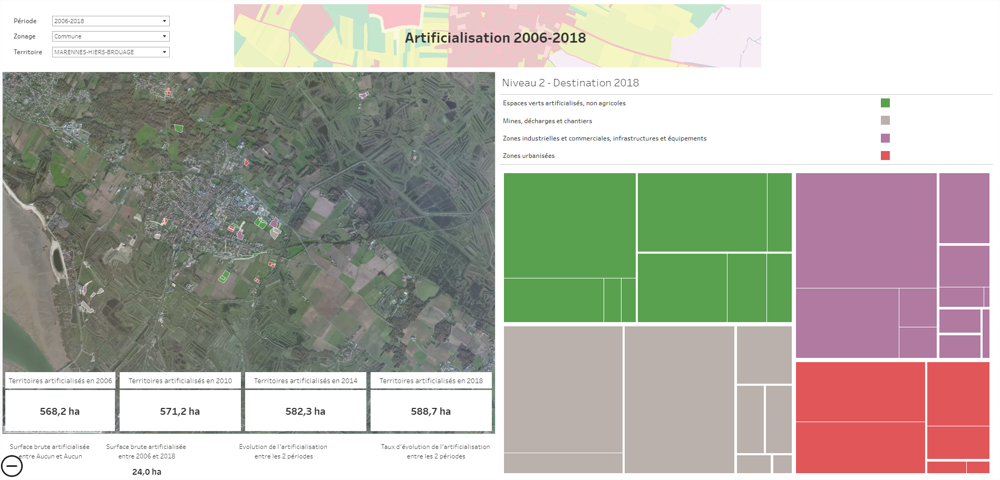 Période
2006-2018
Zonage
Commune
Territoire
MARENNES-HIERS-BROUAGE
Artificialisation 2006-2018
Niveau 2 - Destination 2018
Espaces verts artificialisés, non agricoles
Mines, décharges et chantiers
Zones industrielles et commerciales, infrastructures et équipements
Zones urbanisées
Territoires artificialisés en 2006
568,2 ha
Territoires artificialisés en 2010
571,2 ha
Territoires artificialisés en 2014
582,3 ha
Territoires artificialisés en 2018
588,7 ha
Surface brute artificialisée
entre Aucun et Aucun
Surface brute artificialisée
entre 2006 et 2018
24,0 ha
Evolution de l'artificialisation
entre les 2 périodes
Taux d'évolution de l'artificialisation
entre les 2 périodes